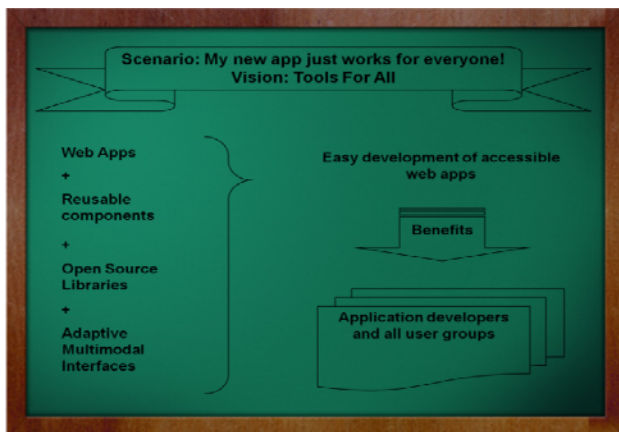 Scenario: My new app just works for everyone!
Vision: Tools For All
Web Apps
+
Reusable
components
+
Open Source
Libraries
+
Adaptive
Multimodal
Interfaces
Easy development of accessible
web apps
Benefits
Application developers
and all user groups